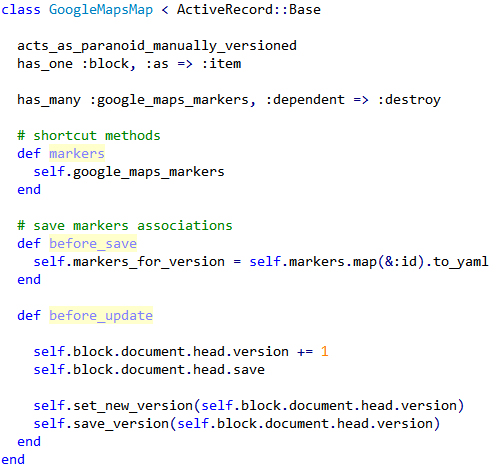 class GoogleMapsMap < ActiveRecord::Base
acts_as_paranoid_manually_versioned
has_one :block, :as => :item
has_many :google_maps_markers, :dependent => :destroy
# shortcut methods
def markers
self.google_maps_markers
end
# save markers associations
def before_save
self.markers_for_version = self.markers.map(&:id).to_yaml
end
def before_update
self.block.document.head.version += 1
self.block.document.head.save
self.set_new_version(self.block.document.head.version)
self.save_version(self.block.document.head.version)
end
end